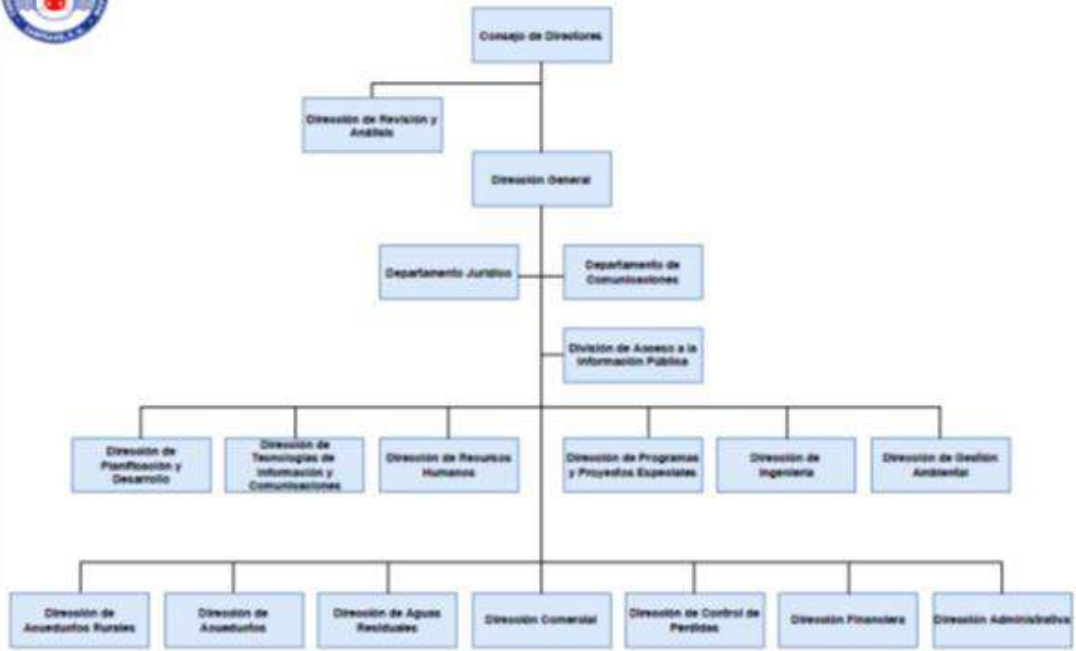 Consejo de Directores
Dirección de Revisión y
Análisis
Dirección General
Departamento Jurídico
Departamento de
Comunicaciones
División de Acceso a la
Información Pública
Dirección de
Planificación y
Desarrollo
Dirección de
Tecnologías de
Información y
Comunicaciones
Dirección de Recursos
Humanos
Dirección de Programas
y Proyectos Especiales
Dirección de
Ingeniería
Dirección de Gestión
Ambiental
Dirección de
Acueductos Rurales
Dirección de
Acueductos
Dirección de Aguas
Residuales
Dirección Comercial
Dirección de Control de
Perdidas
Dirección Financiera
Dirección Administrativa